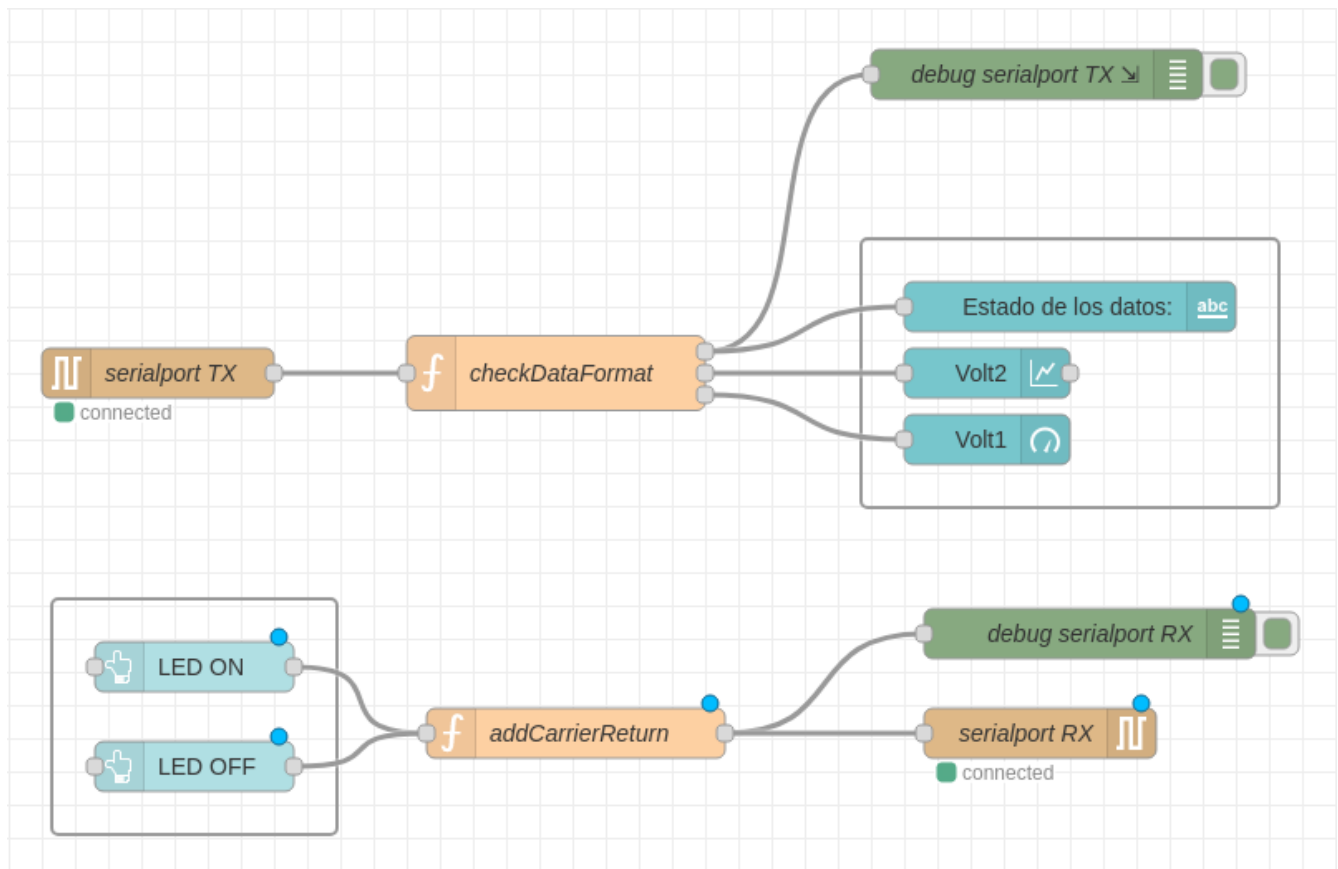 debug serialport TX ⇲
Estado de los datos:
abc
serialport TX
connected
checkDataFormat
Volt2
Volt1
LED ON
LED OFF
addCarrierReturn
debug serialport RX
serialport RX
connected